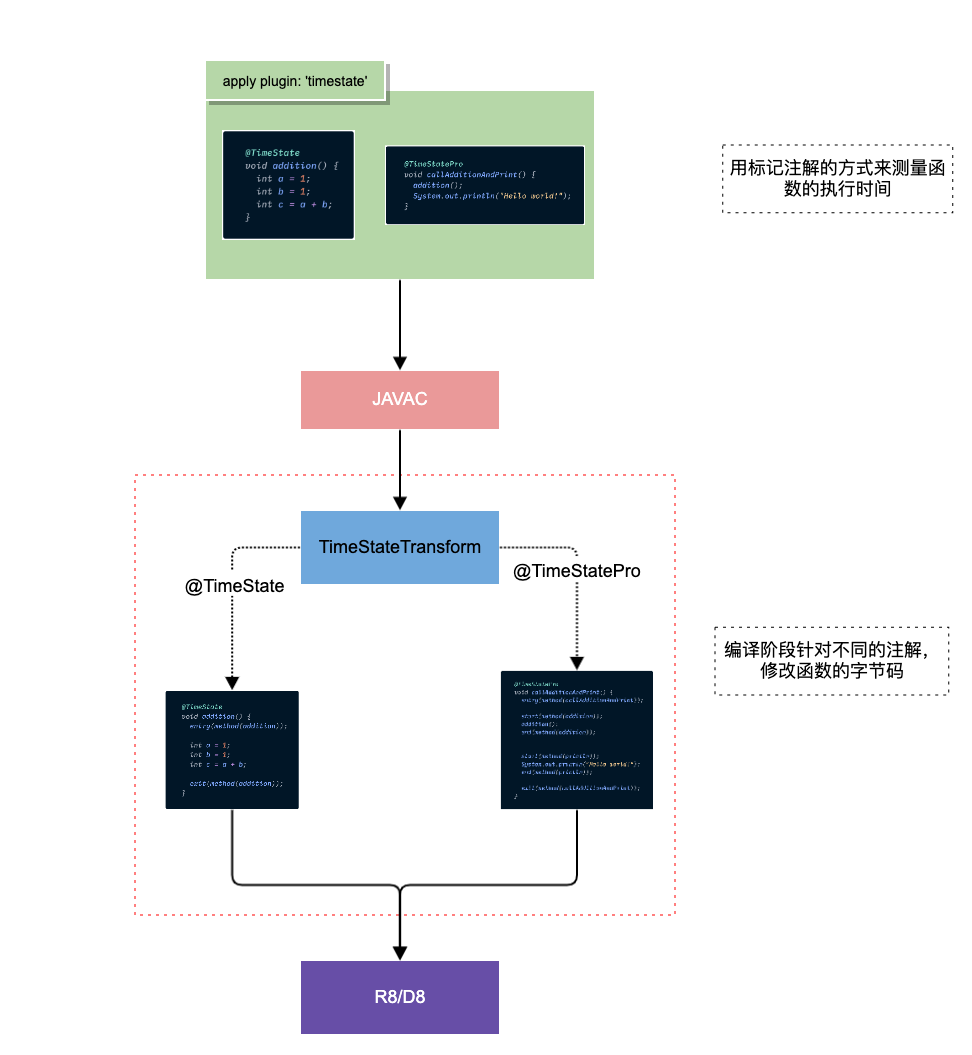 apply plugin: 'timestate'
@TimeState
void addition() {
int a = 1;
int b = 1;
int c = a + b;
}
@TimeStatePro
void callAdditionAndPrint() {
addition();
System.out.println("Hello world!");
}
用标记注解的方式来测量函
数的执行时间
JAVAC
TimeStateTransform
@TimeState
@TimeStatePro
编译阶段针对不同的注解，
修改函数的字节码
@TimeState
void addition() {
entry(method(addition));
int a = 1;
int b = 1;
int c = a + b;
exit(method(addition));
}
@TimeStatePro
void callAdditionAndPrint() {
entry(method(callAdditionAndPrint));
start(method(addition));
addition();
end(method(addition));
start(method(println));
System.out.println("Hello world!");
end(method(println));
exit(method(callAdditionAndPrint));
}
R8/D8